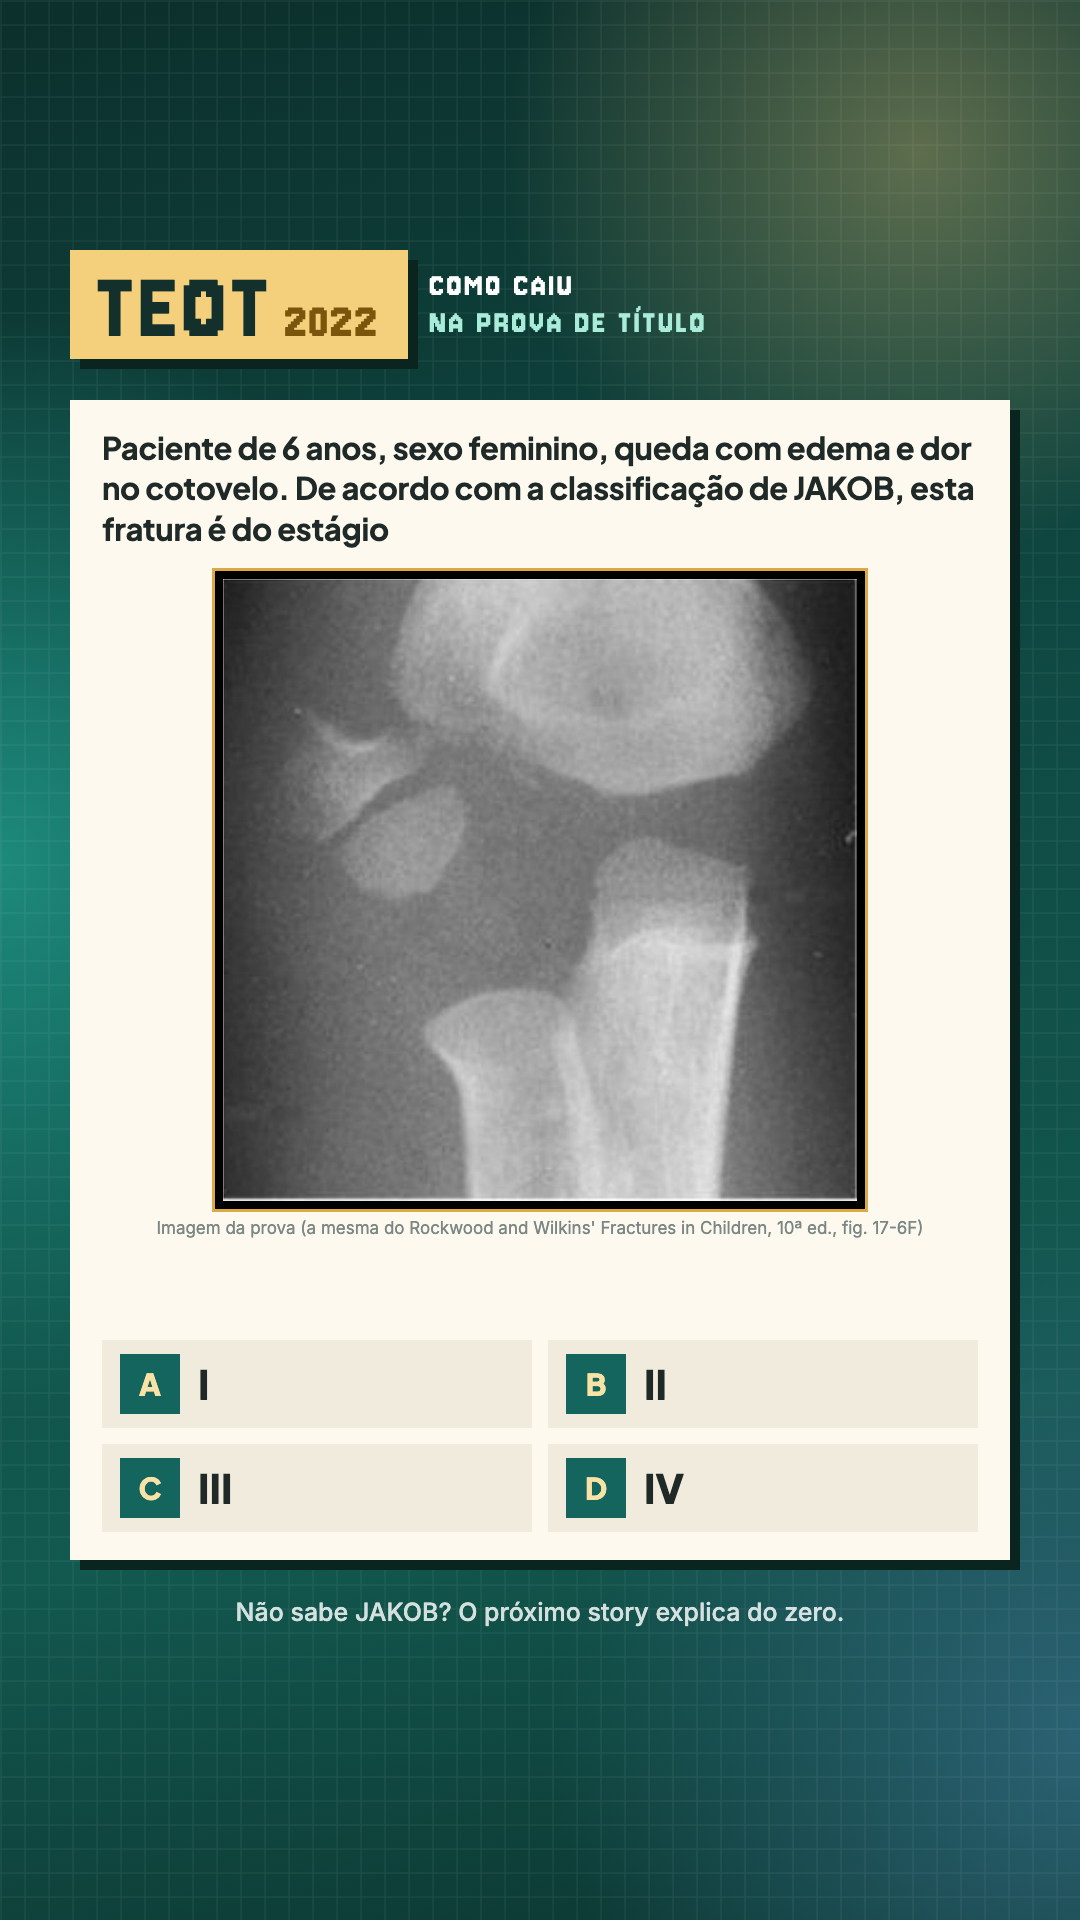 TEOT 2022
COMO CAIU
NA PROVA DE TÍTULO
Paciente de 6 anos, sexo feminino, queda com edema e dor
no cotovelo. De acordo com a classificação de JAKOB, esta
fratura é do estágio
Imagem da prova (a mesma do Rockwood and Wilkins' Fractures in Children, 10ª ed., fig. 17-6F)
A I
B II
C III
D IV
Não sabe JAKOB? O próximo story explica do zero.